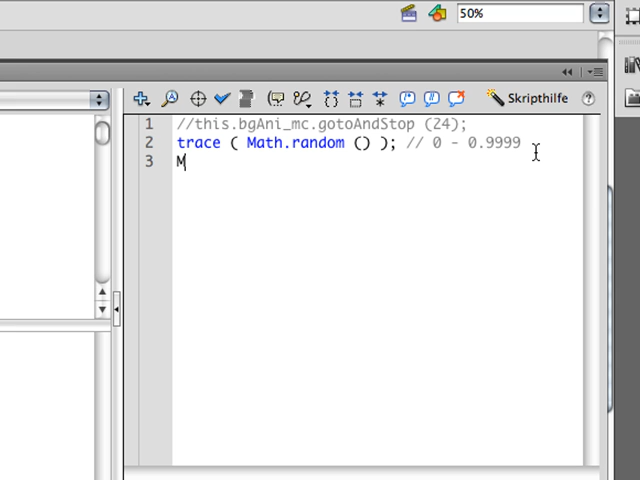 50%
Skripthilfe
1 //this.bgAni_mc.gotoAndStop (24);
2 trace ( Math.random () ); // 0 - 0.9999
3 M